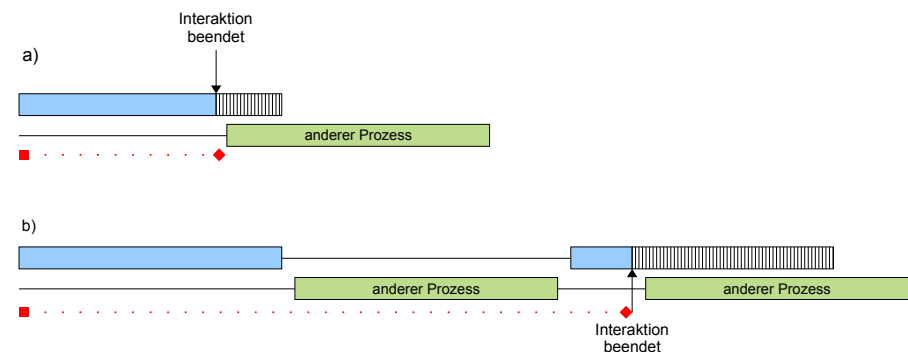 Interaktion
beendet
a)
anderer Prozess
b)
anderer Prozess
anderer Prozess
Interaktion
beendet